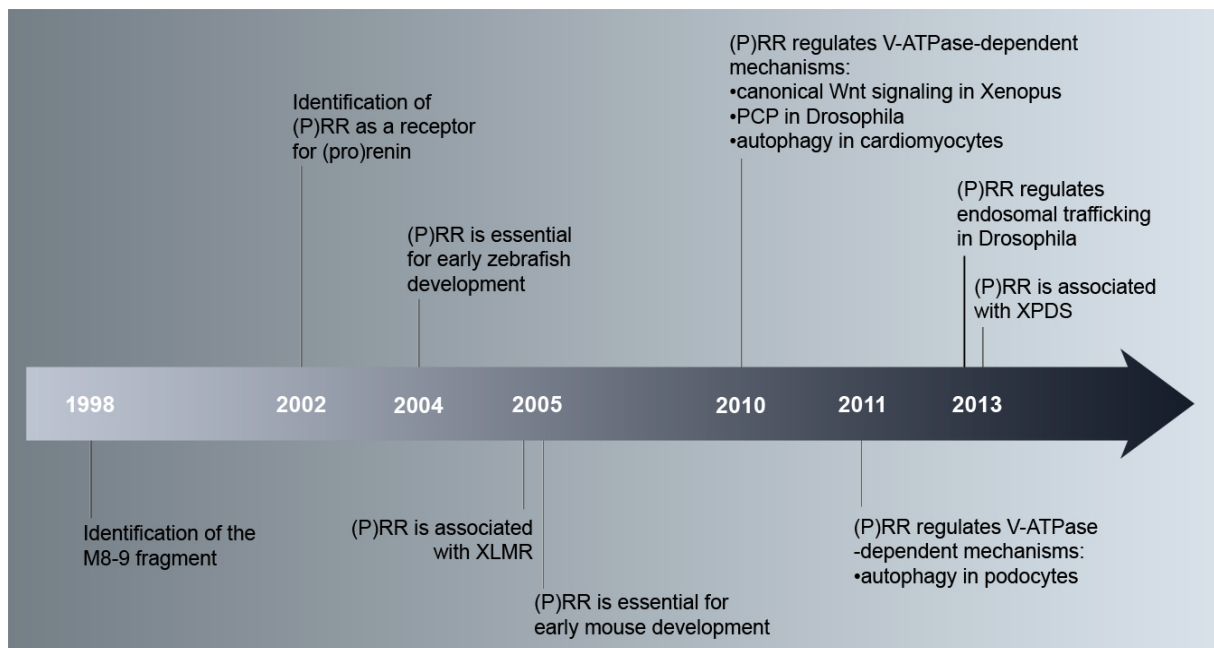 (P)RR regulates V-ATPase-dependent
mechanisms:
•canonical Wnt signaling in Xenopus
•PCP in Drosophila
•autophagy in cardiomyocytes
Identification of
(P)RR as a receptor
for (pro)renin
(P)RR regulates
endosomal trafficking
in Drosophila
(P)RR is essential
for early zebrafish
development
(P)RR is associated
with XPDS
1998 2002 2004 2005 2010 2011 2013
Identification of the
M8-9 fragment
(P)RR is associated
with XLMR
(P)RR is essential for
early mouse development
(P)RR regulates V-ATPase
-dependent mechanisms:
•autophagy in podocytes